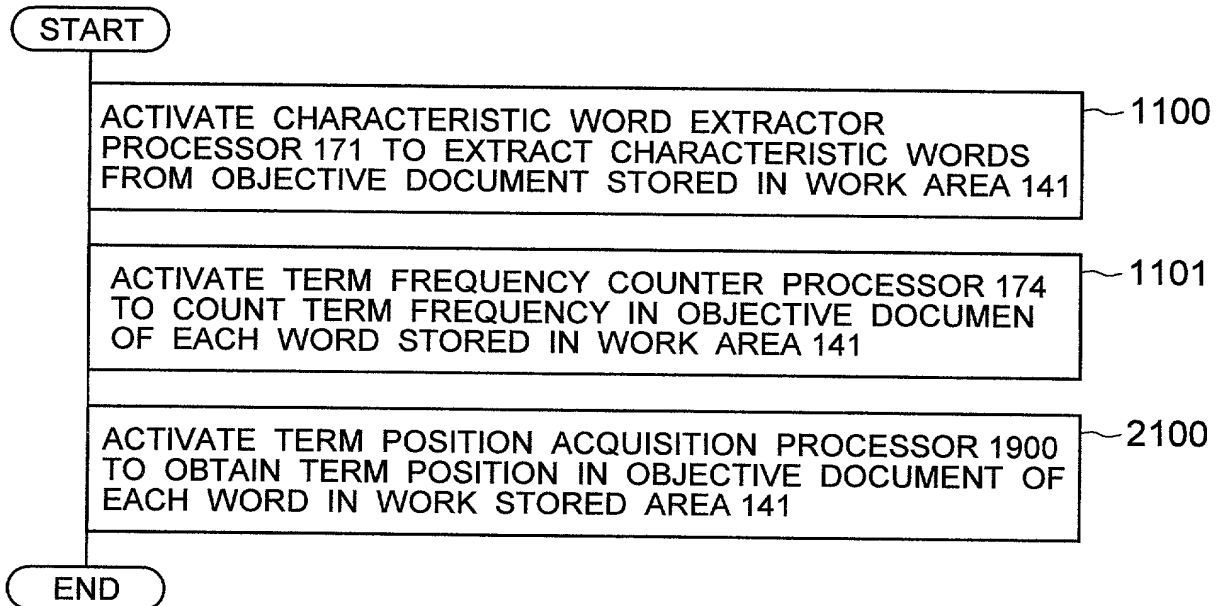 START
ACTIVATE CHARACTERISTIC WORD EXTRACTOR
PROCESSOR 171 TO EXTRACT CHARACTERISTIC WORDS
FROM OBJECTIVE DOCUMENT STORED IN WORK AREA 141
1100
ACTIVATE TERM FREQUENCY COUNTER PROCESSOR 174
TO COUNT TERM FREQUENCY IN OBJECTIVE DOCUMEN
OF EACH WORD STORED IN WORK AREA 141
1101
ACTIVATE TERM POSITION ACQUISITION PROCESSOR 1900
TO OBTAIN TERM POSITION IN OBJECTIVE DOCUMENT OF
EACH WORD IN WORK STORED AREA 141
2100
END